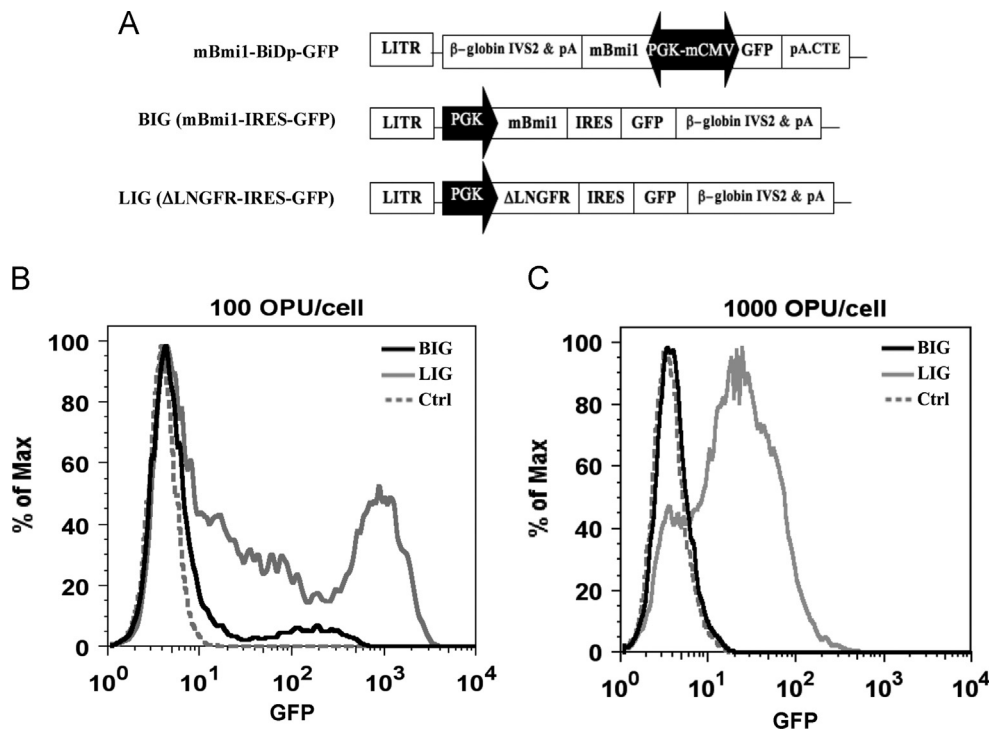 A
mBmi1-BiDp-GFP
LITR β-globin IVS2 & pA mBmi1 PGK-mCMV GFP pA.CTE
BIG (mBmi1-IRES-GFP)
LITR PGK mBmi1 IRES GFP β-globin IVS2 & pA
LIG (ΔLNGFR-IRES-GFP)
LITR PGK ΔLNGFR IRES GFP β-globin IVS2 & pA
B
100 OPU/cell
% of Max
100
80
60
40
20
0
BIG
LIG
Ctrl
10⁰ 10¹ 10² 10³ 10⁴
GFP
C
1000 OPU/cell
% of Max
100
80
60
40
20
0
BIG
LIG
Ctrl
10⁰ 10¹ 10² 10³ 10⁴
GFP